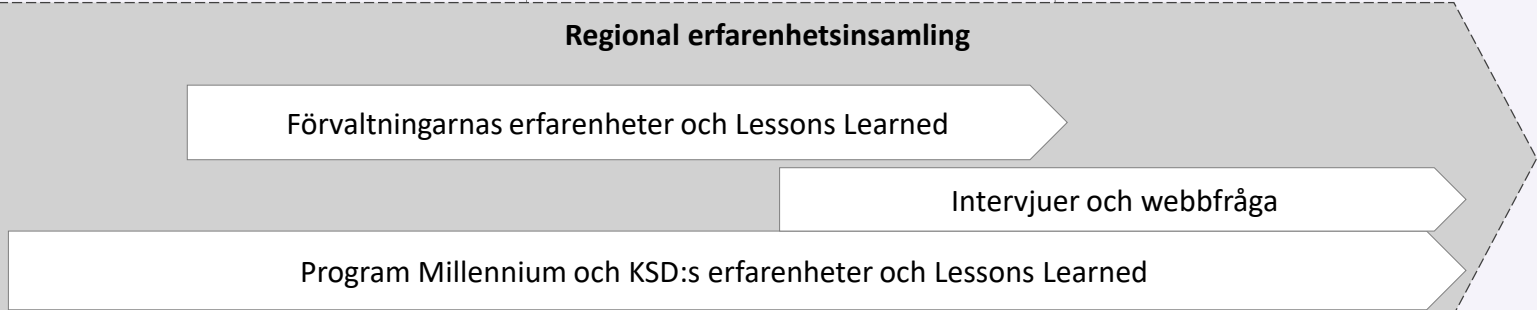 Regional erfarenhetsinsamling
Förvaltningarnas erfarenheter och Lessons Learned
Intervjuer och webbfråga
Program Millennium och KSD:s erfarenheter och Lessons Learned